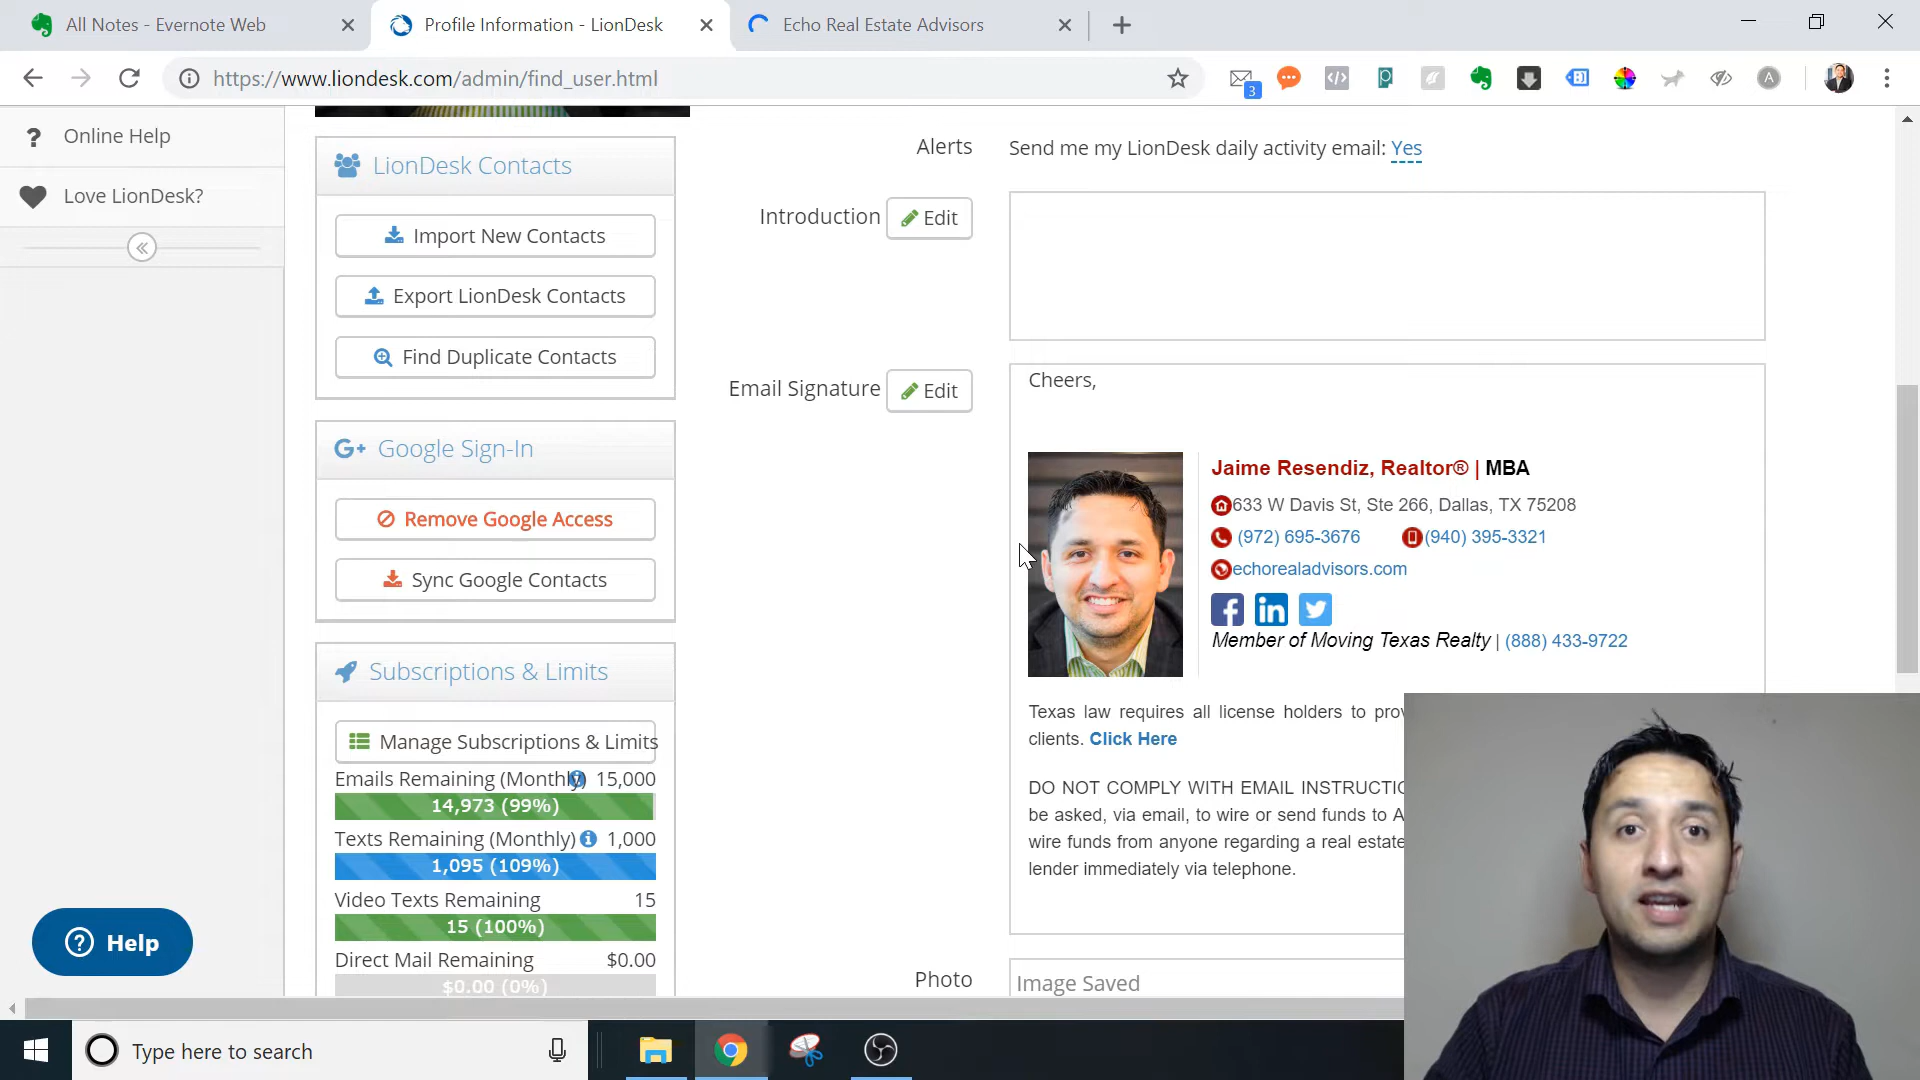 All Notes - Evernote Web
Profile Information - LionDesk
Echo Real Estate Advisors
https://www.liondesk.com/admin/find_user.html
3
A
Online Help
Love LionDesk?
LionDesk Contacts
Import New Contacts
Export LionDesk Contacts
Find Duplicate Contacts
G+ Google Sign-In
Remove Google Access
Sync Google Contacts
Subscriptions & Limits
Manage Subscriptions & Limits
Emails Remaining (Monthly) 15,000
14,973 (99%)
Texts Remaining (Monthly) 1,000
1,095 (109%)
Video Texts Remaining 15
15 (100%)
Direct Mail Remaining $0.00
$0.00 (0%)
Help
Alerts
Send me my LionDesk daily activity email: Yes
Introduction Edit
Email Signature Edit
Cheers,
Jaime Resendiz, Realtor® | MBA
633 W Davis St, Ste 266, Dallas, TX 75208
(972) 695-3676 (940) 395-3321
echorealadvisors.com
Member of Moving Texas Realty | (888) 433-9722
Texas law requires all license holders to prov
clients. Click Here
DO NOT COMPLY WITH EMAIL INSTRUCTIO
be asked, via email, to wire or send funds to A
wire funds from anyone regarding a real estate
lender immediately via telephone.
Photo
Image Saved
Type here to search